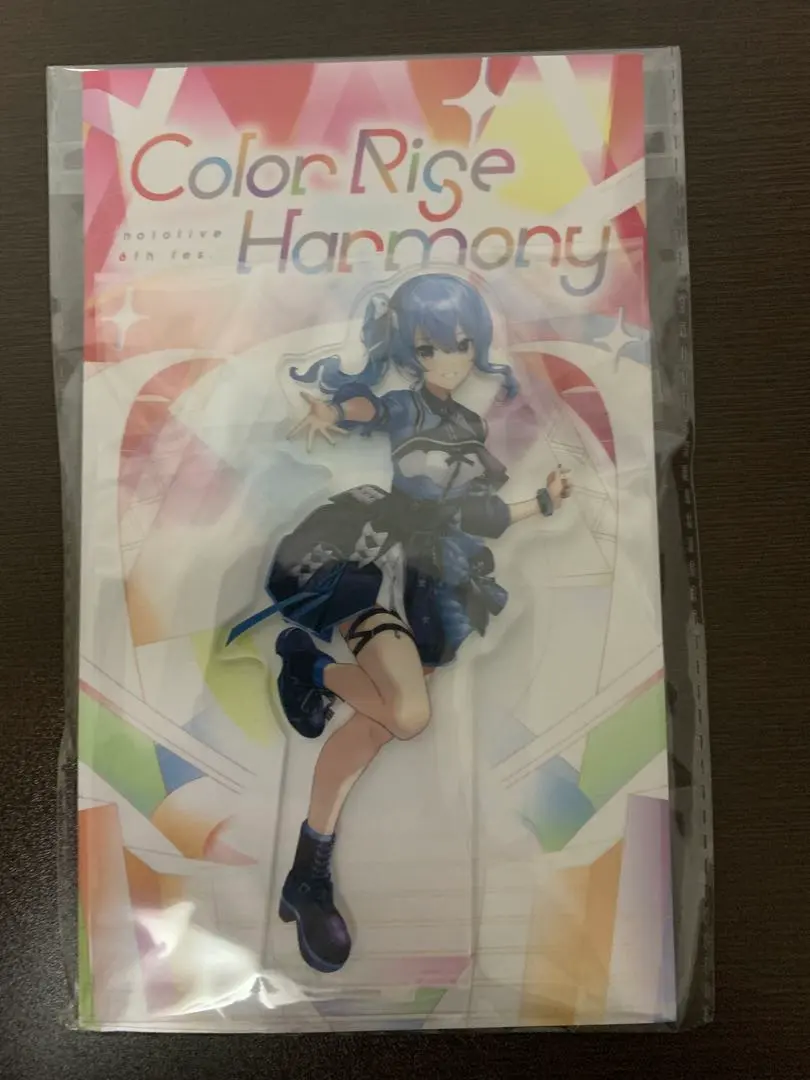 Color Rise
hololive
6th fes.
Harmony